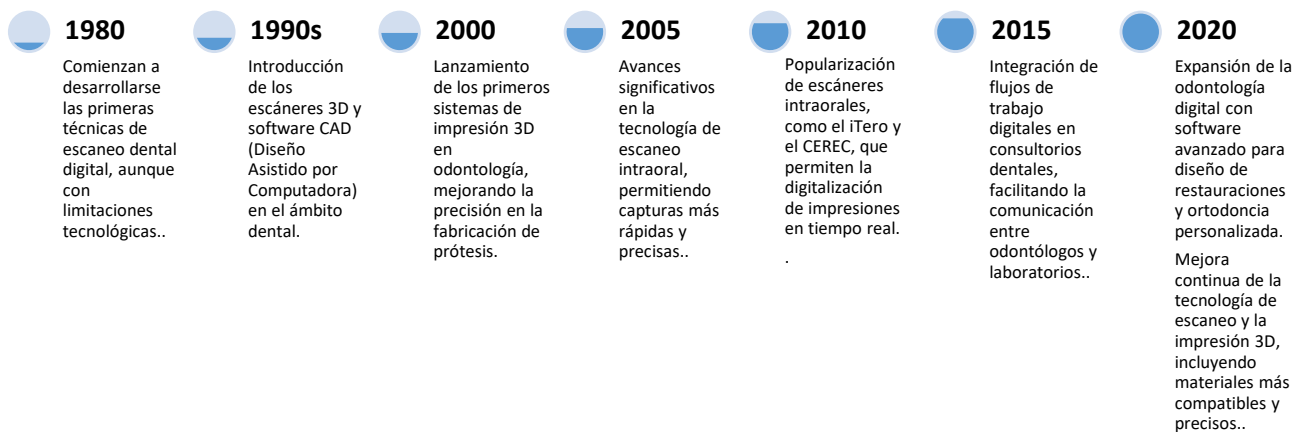 1980
Comienzan a
desarrollarse
las primeras
técnicas de
escaneo dental
digital, aunque
con
limitaciones
tecnológicas..
1990s
Introducción
de los
escáneres 3D y
software CAD
(Diseño
Asistido por
Computadora)
en el ámbito
dental.
2000
Lanzamiento
de los primeros
sistemas de
impresión 3D
en
odontología,
mejorando la
precisión en la
fabricación de
prótesis.
2005
Avances
significativos
en la
tecnología de
escaneo
intraoral,
permitiendo
capturas más
rápidas y
precisas..
2010
Popularización
de escáneres
intraorales,
como el iTero y
el CEREC, que
permiten la
digitalización
de impresiones
en tiempo real.
.
2015
Integración de
flujos de
trabajo
digitales en
consultorios
dentales,
facilitando la
comunicación
entre
odontólogos y
laboratorios..
2020
Expansión de la
odontología
digital con
software
avanzado para
diseño de
restauraciones
y ortodoncia
personalizada.
Mejora
continua de la
tecnología de
escaneo y la
impresión 3D,
incluyendo
materiales más
compatibles y
precisos..